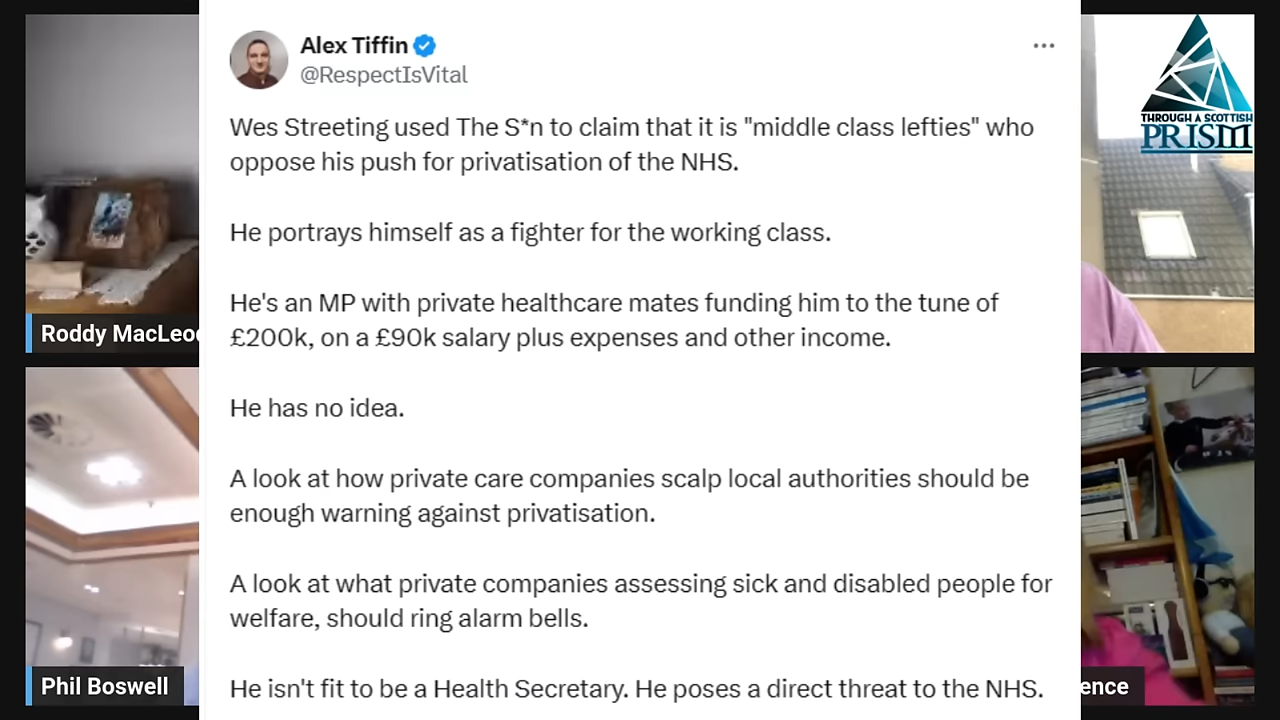 Alex Tiffin
@RespectIsVital
Wes Streeting used The S*n to claim that it is "middle class lefties" who
oppose his push for privatisation of the NHS.
He portrays himself as a fighter for the working class.
He's an MP with private healthcare mates funding him to the tune of
£200k, on a £90k salary plus expenses and other income.
He has no idea.
A look at how private care companies scalp local authorities should be
enough warning against privatisation.
A look at what private companies assessing sick and disabled people for
welfare, should ring alarm bells.
He isn't fit to be a Health Secretary. He poses a direct threat to the NHS.
THROUGH A SCOTTISH
PRISM
Roddy MacLeo
Phil Boswell
ence